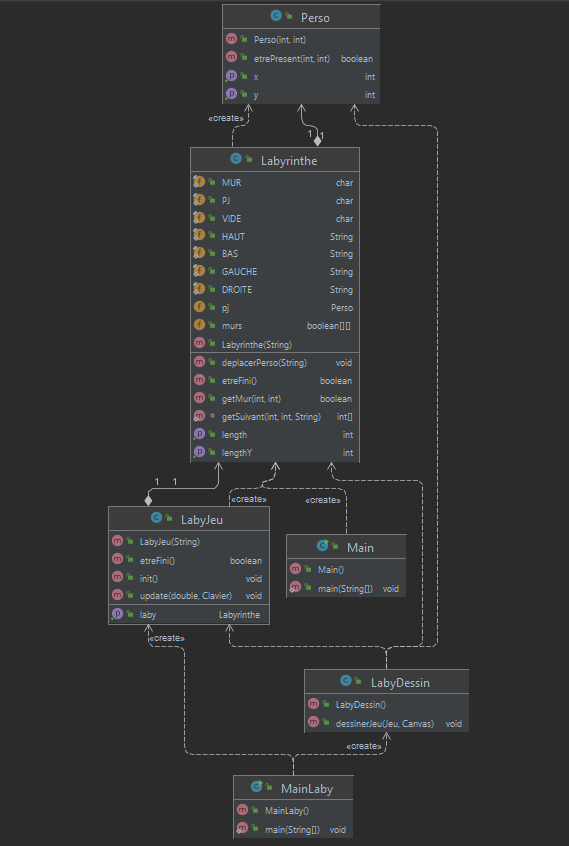 Perso
Perso(int, int)
etrePresent(int, int) boolean
x int
y int
«create»
1 1
Labyrinthe
MUR char
PJ char
VIDE char
HAUT String
BAS String
GAUCHE String
DROITE String
pj Perso
murs boolean[][]
Labyrinthe(String)
deplacerPerso(String) void
etreFini() boolean
getMur(int, int) boolean
getSuivant(int, int, String) int[]
length int
lengthY int
1 1
«create» «create»
LabyJeu
LabyJeu(String)
etreFini() boolean
init() void
update(double, Clavier) void
laby Labyrinthe
Main
Main()
main(String[]) void
«create»
LabyDessin
LabyDessin()
dessinerJeu(Jeu, Canvas) void
«create»
MainLaby
MainLaby()
main(String[]) void